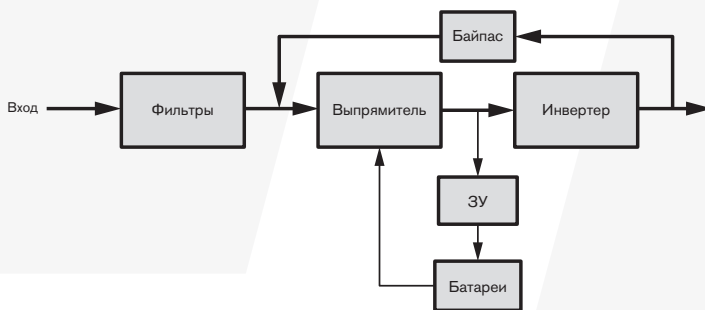 Байпас
Вход
Фильтры
Выпрямитель
Инвертер
ЗУ
Батареи